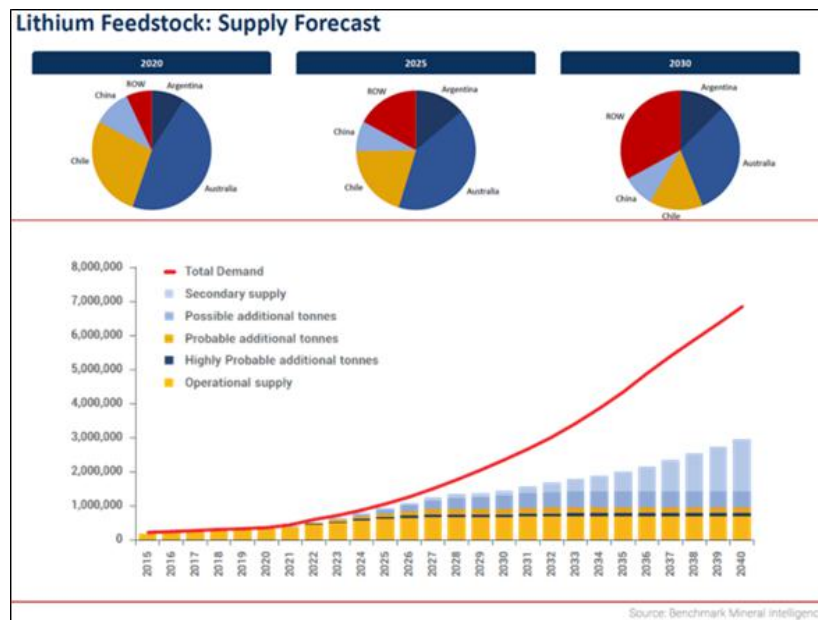 Lithium Feedstock: Supply Forecast
2020
2025
2030
ROW
Argentina
China
Chile
Australia
ROW
Argentina
China
Chile
Australia
ROW
Argentina
Australia
China
Chile
8,000,000
7,000,000
6,000,000
5,000,000
4,000,000
3,000,000
2,000,000
1,000,000
0
Total Demand
Secondary supply
Possible additional tonnes
Probable additional tonnes
Highly Probable additional tonnes
Operational supply
2015
2016
2017
2018
2019
2020
2021
2022
2023
2024
2025
2026
2027
2028
2029
2030
2031
2032
2033
2034
2035
2036
2037
2038
2039
2040
Source: Benchmark Mineral Intelligenc